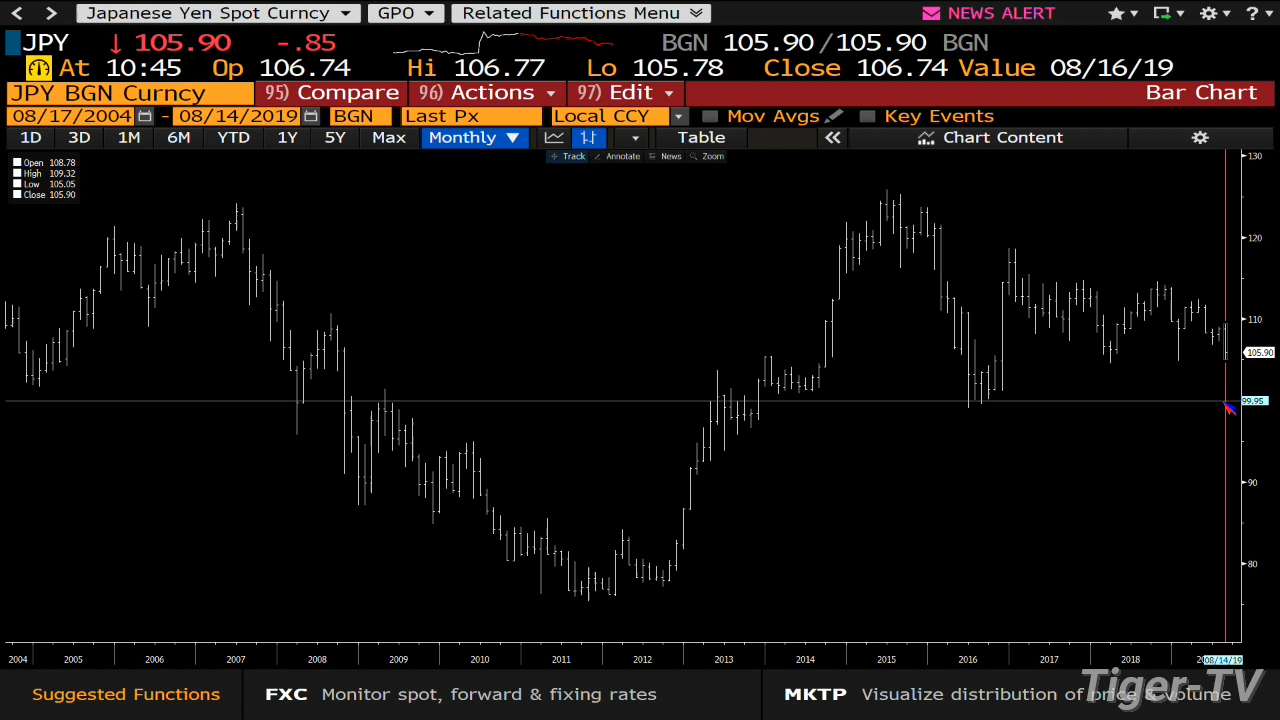 Japanese Yen Spot Curncy GPO Related Functions Menu NEWS ALERT ?
JPY 105.90 -.85 BGN 105.90/105.90 BGN
At 10:45 Op 106.74 Hi 106.77 Lo 105.78 Close 106.74 Value 08/16/19
JPY BGN Curncy 95) Compare 96) Actions 97) Edit Bar Chart
08/17/2004 - 08/14/2019 BGN Last Px Local CCY Mov Avgs Key Events
1D 3D 1M 6M YTD 1Y 5Y Max Monthly ▼ Table Chart Content
Track Annotate News Zoom
Open 108.78
High 109.32
Low 105.05
Close 105.90
130
120
110
105.90
99.95
90
80
2004 2005 2006 2007 2008 2009 2010 2011 2012 2013 2014 2015 2016 2017 2018 08/14/19
Suggested Functions FXC Monitor spot, forward & fixing rates MKTP Visualize distribution of price & volume
Tiger-TV